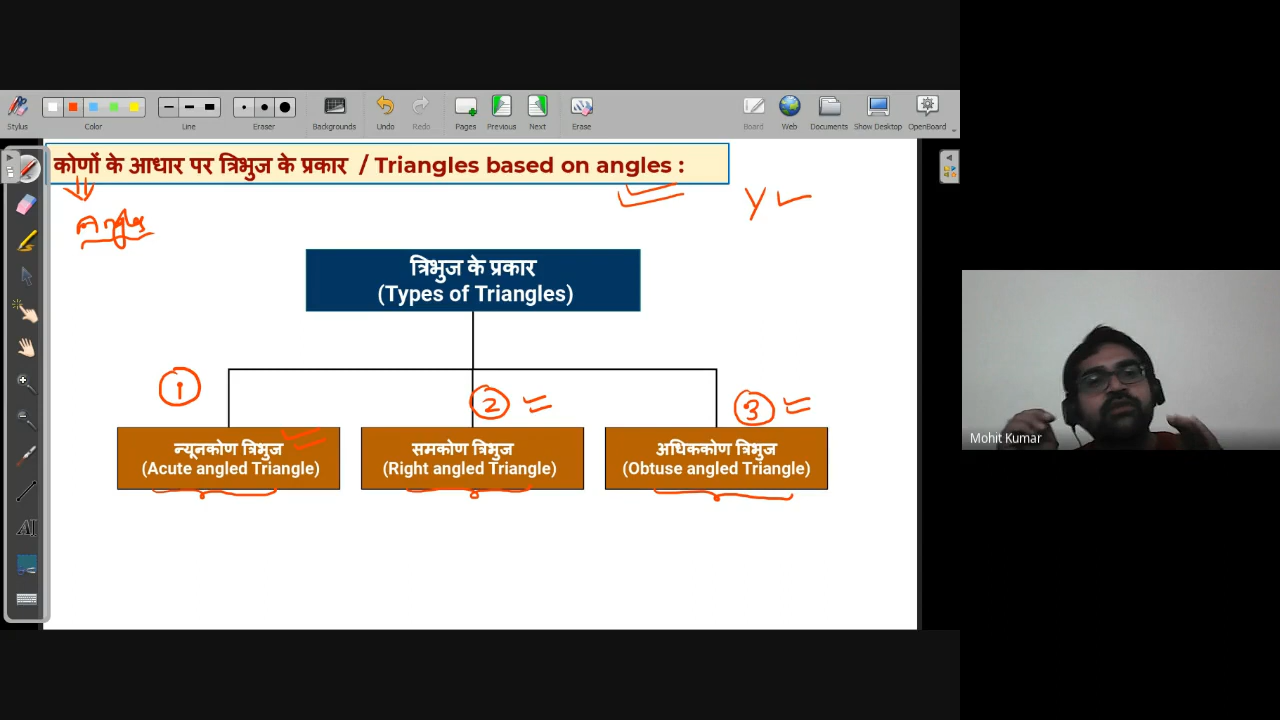 Stylus
Color
Line
Eraser
Backgrounds
Undo
Redo
Pages
Previous
Next
Erase
Board
Web
Documents
Show Desktop
OpenBoard
कोणों के आधार पर त्रिभुज के प्रकार / Triangles based on angles :
Angles
Y
त्रिभुज के प्रकार
(Types of Triangles)
1
2
3
न्यूनकोण त्रिभुज
(Acute angled Triangle)
समकोण त्रिभुज
(Right angled Triangle)
अधिककोण त्रिभुज
(Obtuse angled Triangle)
Mohit Kumar